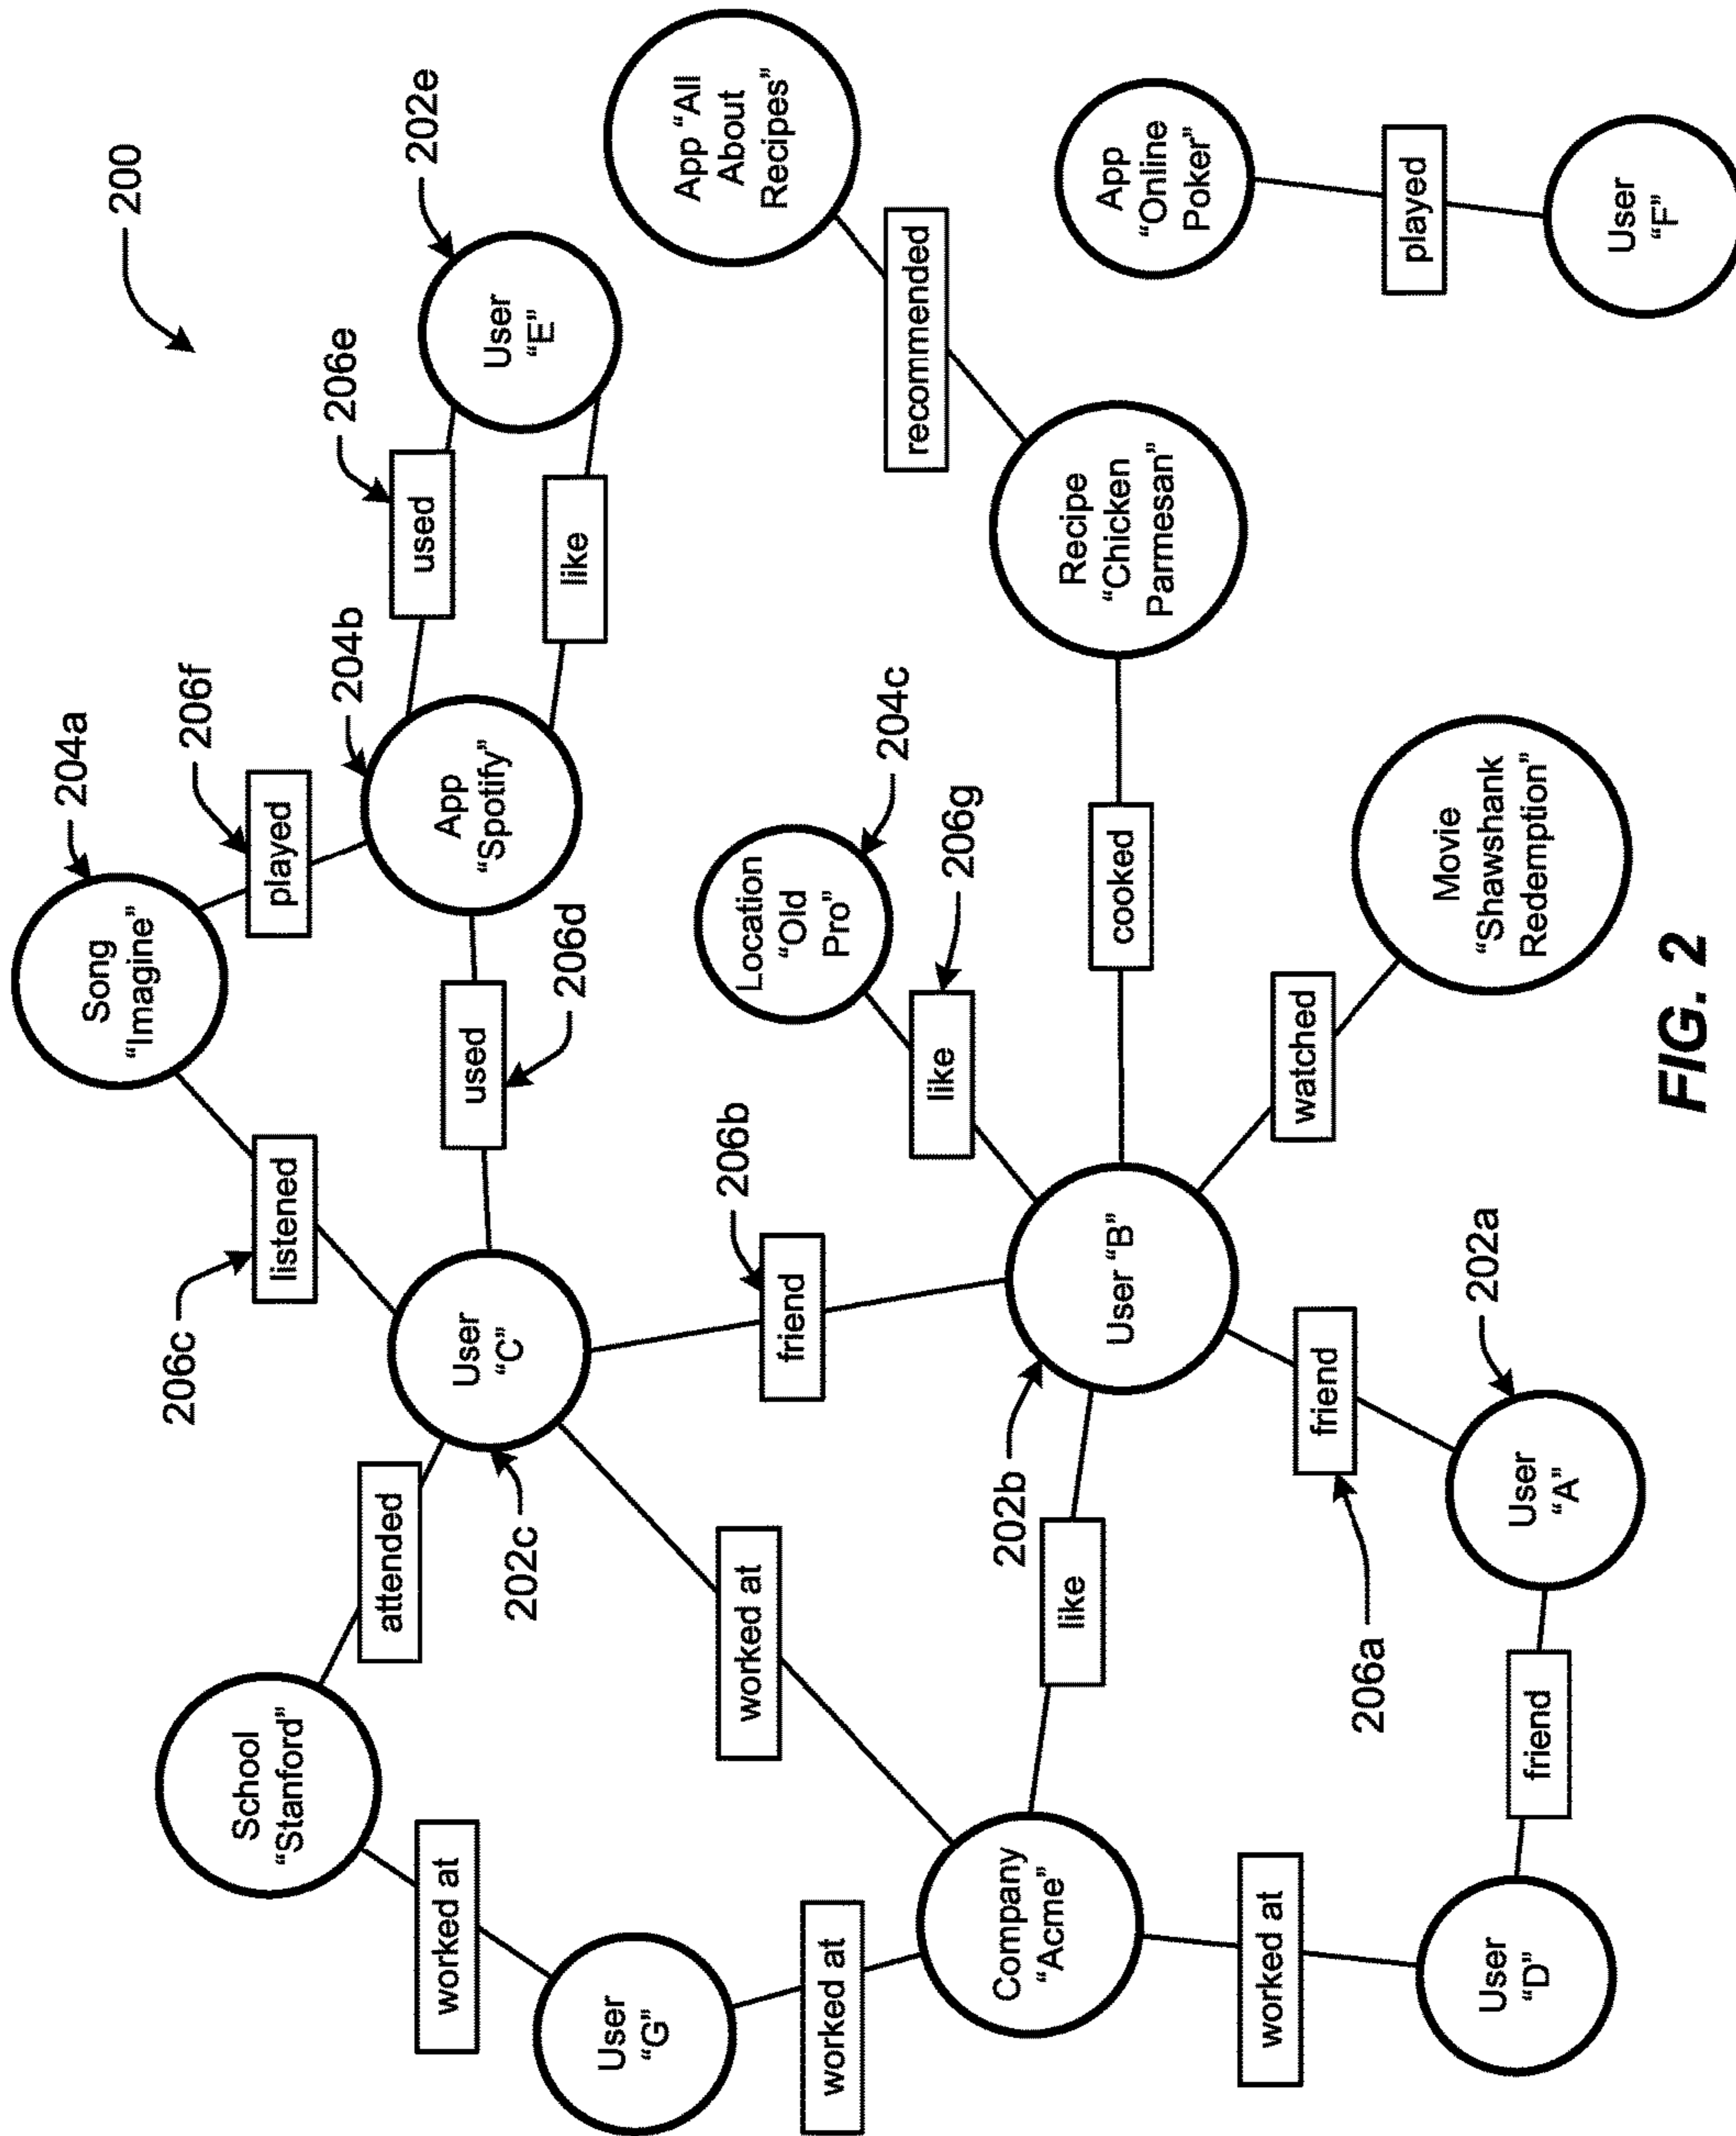 200
204a
Song
“Imagine”
206f
played
206c
listened
206e
used
202e
User
“E”
204b
App
“Spotify”
like
used
206d
School
“Stanford”
attended
User
“C”
202c
worked at
User
“G”
worked at
worked at
friend
206b
Location
“Old
Pro”
204c
like
206g
App “All
About
Recipes”
recommended
Recipe
“Chicken
Parmesan”
cooked
User “B”
202b
like
Company
“Acme”
worked at
User
“D”
friend
User
“A”
202a
friend
206a
watched
Movie
“Shawshank
Redemption”
App
“Online
Poker”
played
User
“F”
FIG. 2